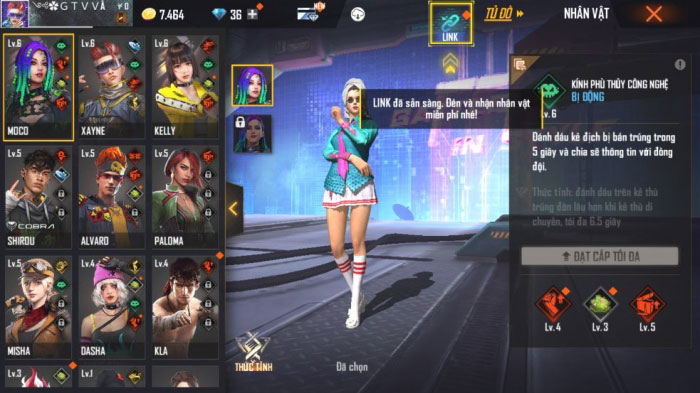 GTVVÀ
7.464
36
LINK
TỦ ĐỒ
NHÂN VẬT
Lv.6
MOCO
Lv.6
XAYNE
Lv.6
KELLY
Lv.5
COBRA
SHIROU
Lv.5
ALVARO
Lv.5
PALOMA
Lv.5
MISHA
Lv.4
DASHA
Lv.4
KLA
Lv.3
Lv.1
LINK đã sẵn sàng. Đến và nhận nhân vật
miễn phí nhé!
THỨC TỈNH
Đã chọn
KÍNH PHÙ THỦY CÔNG NGHỆ
BỊ ĐỘNG
Lv. 6
Đánh dấu kẻ địch bị bắn trúng trong
5 giây và chia sẻ thông tin với đồng
đội.
Thức tỉnh: đánh dấu trên kẻ thù
trúng đòn lâu hơn khi kẻ thù di
chuyển, tối đa 6.5 giây
ĐẠT CẤP TỐI ĐA
Lv. 4
Lv. 3
Lv. 5